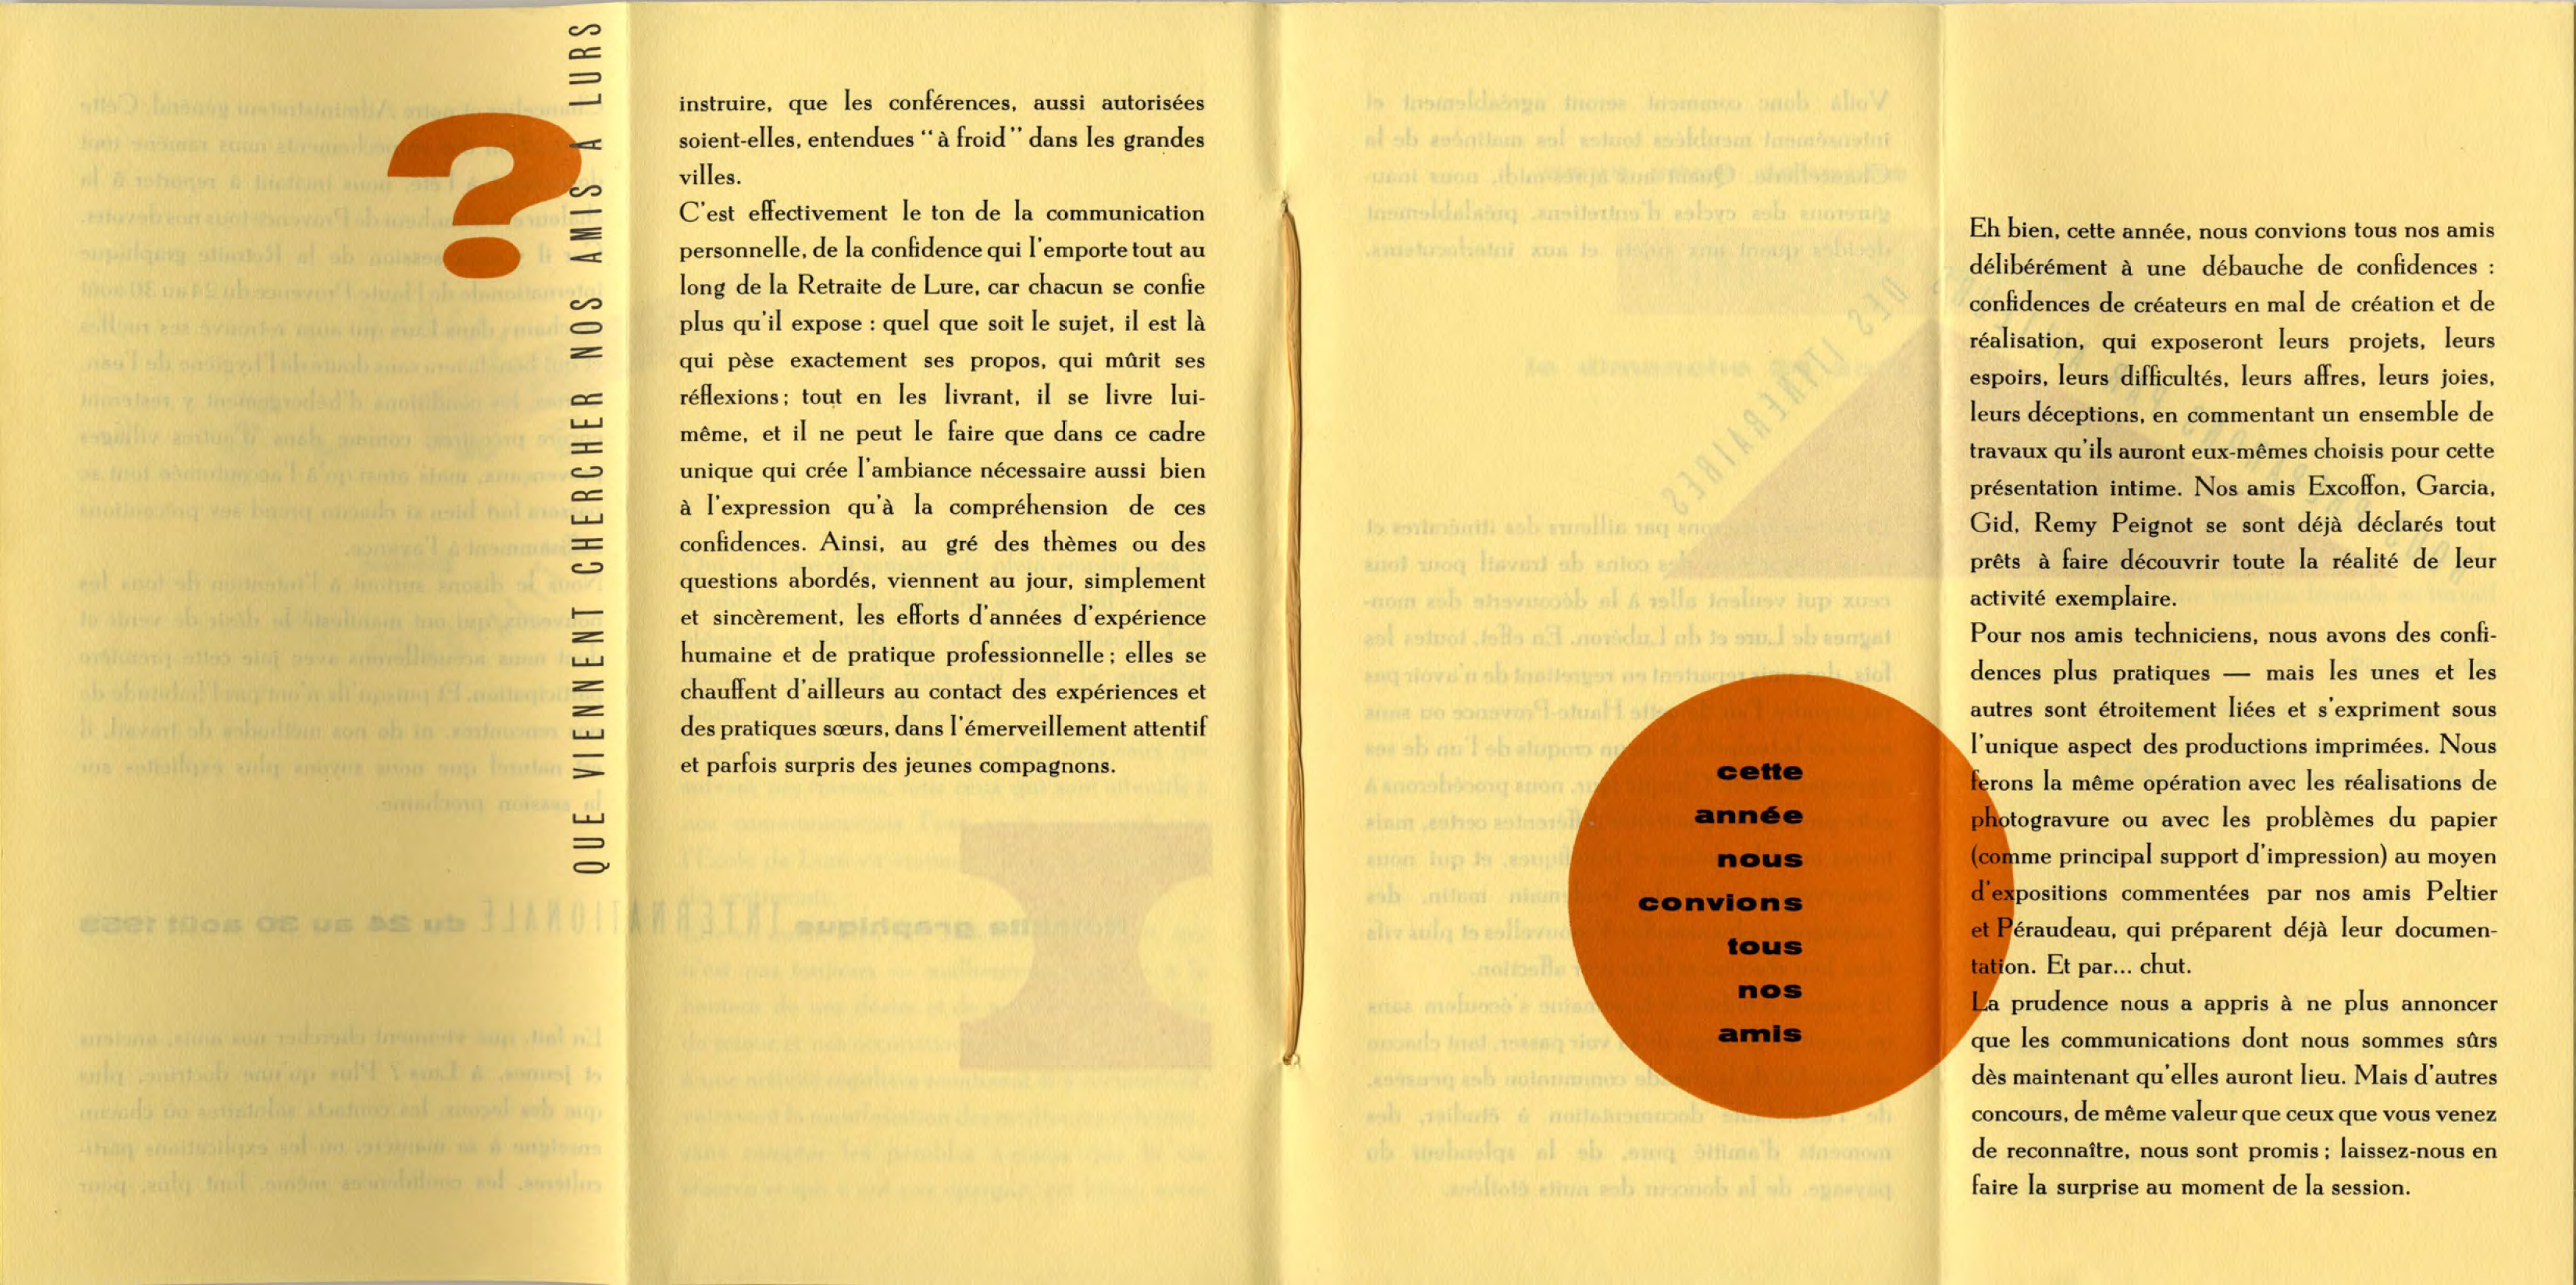 ?
QUE VIENNENT CHERCHER NOS AMIS A LURS
instruire, que les conférences, aussi autorisées
soient-elles, entendues “à froid” dans les grandes
villes.
C'est effectivement le ton de la communication
personnelle, de la confidence qui l'emporte tout au
long de la Retraite de Lure, car chacun se confie
plus qu'il expose : quel que soit le sujet, il est là
qui pèse exactement ses propos, qui mûrit ses
réflexions ; tout en les livrant, il se livre lui-
même, et il ne peut le faire que dans ce cadre
unique qui crée l'ambiance nécessaire aussi bien
à l'expression qu'à la compréhension de ces
confidences. Ainsi, au gré des thèmes ou des
questions abordés, viennent au jour, simplement
et sincèrement, les efforts d'années d'expérience
humaine et de pratique professionnelle ; elles se
chauffent d'ailleurs au contact des expériences et
des pratiques sœurs, dans l'émerveillement attentif
et parfois surpris des jeunes compagnons.
cette
année
nous
convions
tous
nos
amis
Eh bien, cette année, nous convions tous nos amis
délibérément à une débauche de confidences :
confidences de créateurs en mal de création et de
réalisation, qui exposeront leurs projets, leurs
espoirs, leurs difficultés, leurs affres, leurs joies,
leurs déceptions, en commentant un ensemble de
travaux qu'ils auront eux-mêmes choisis pour cette
présentation intime. Nos amis Excoffon, Garcia,
Gid, Remy Peignot se sont déjà déclarés tout
prêts à faire découvrir toute la réalité de leur
activité exemplaire.
Pour nos amis techniciens, nous avons des confi-
dences plus pratiques — mais les unes et les
autres sont étroitement liées et s'expriment sous
l'unique aspect des productions imprimées. Nous
ferons la même opération avec les réalisations de
photogravure ou avec les problèmes du papier
(comme principal support d'impression) au moyen
d'expositions commentées par nos amis Peltier
et Péraudeau, qui préparent déjà leur documen-
tation. Et par... chut.
La prudence nous a appris à ne plus annoncer
que les communications dont nous sommes sûrs
dès maintenant qu'elles auront lieu. Mais d'autres
concours, de même valeur que ceux que vous venez
de reconnaître, nous sont promis ; laissez-nous en
faire la surprise au moment de la session.